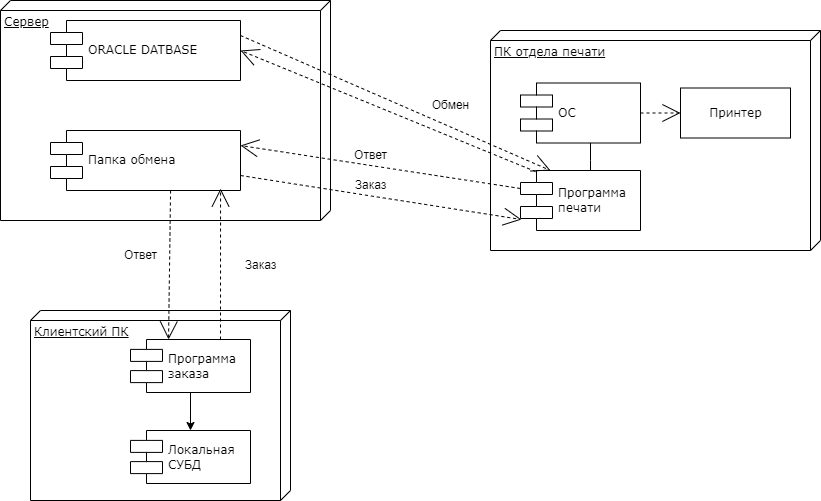 Сервер
ORACLE DATBASE
Папка обмена
ПК отдела печати
ОС
Принтер
Программа
печати
Обмен
Ответ
Заказ
Ответ
Заказ
Клиентский ПК
Программа
заказа
Локальная
СУБД